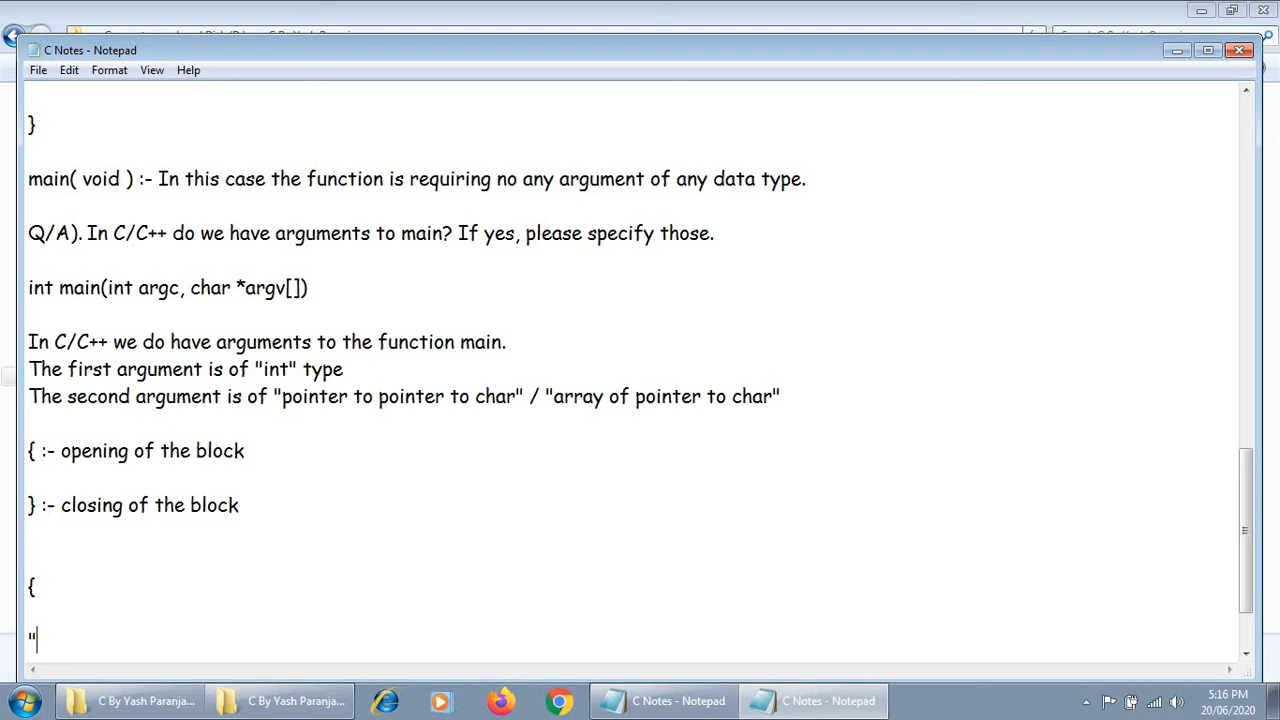 C Notes - Notepad
File Edit Format View Help
}
main( void ) :- In this case the function is requiring no any argument of any data type.
Q/A). In C/C++ do we have arguments to main? If yes, please specify those.
int main(int argc, char *argv[])
In C/C++ we do have arguments to the function main.
The first argument is of "int" type
The second argument is of "pointer to pointer to char" / "array of pointer to char"
{ :- opening of the block
} :- closing of the block
{
"
C By Yash Paranja... C By Yash Paranja... C Notes - Notepad C Notes - Notepad 5:16 PM
20/06/2020